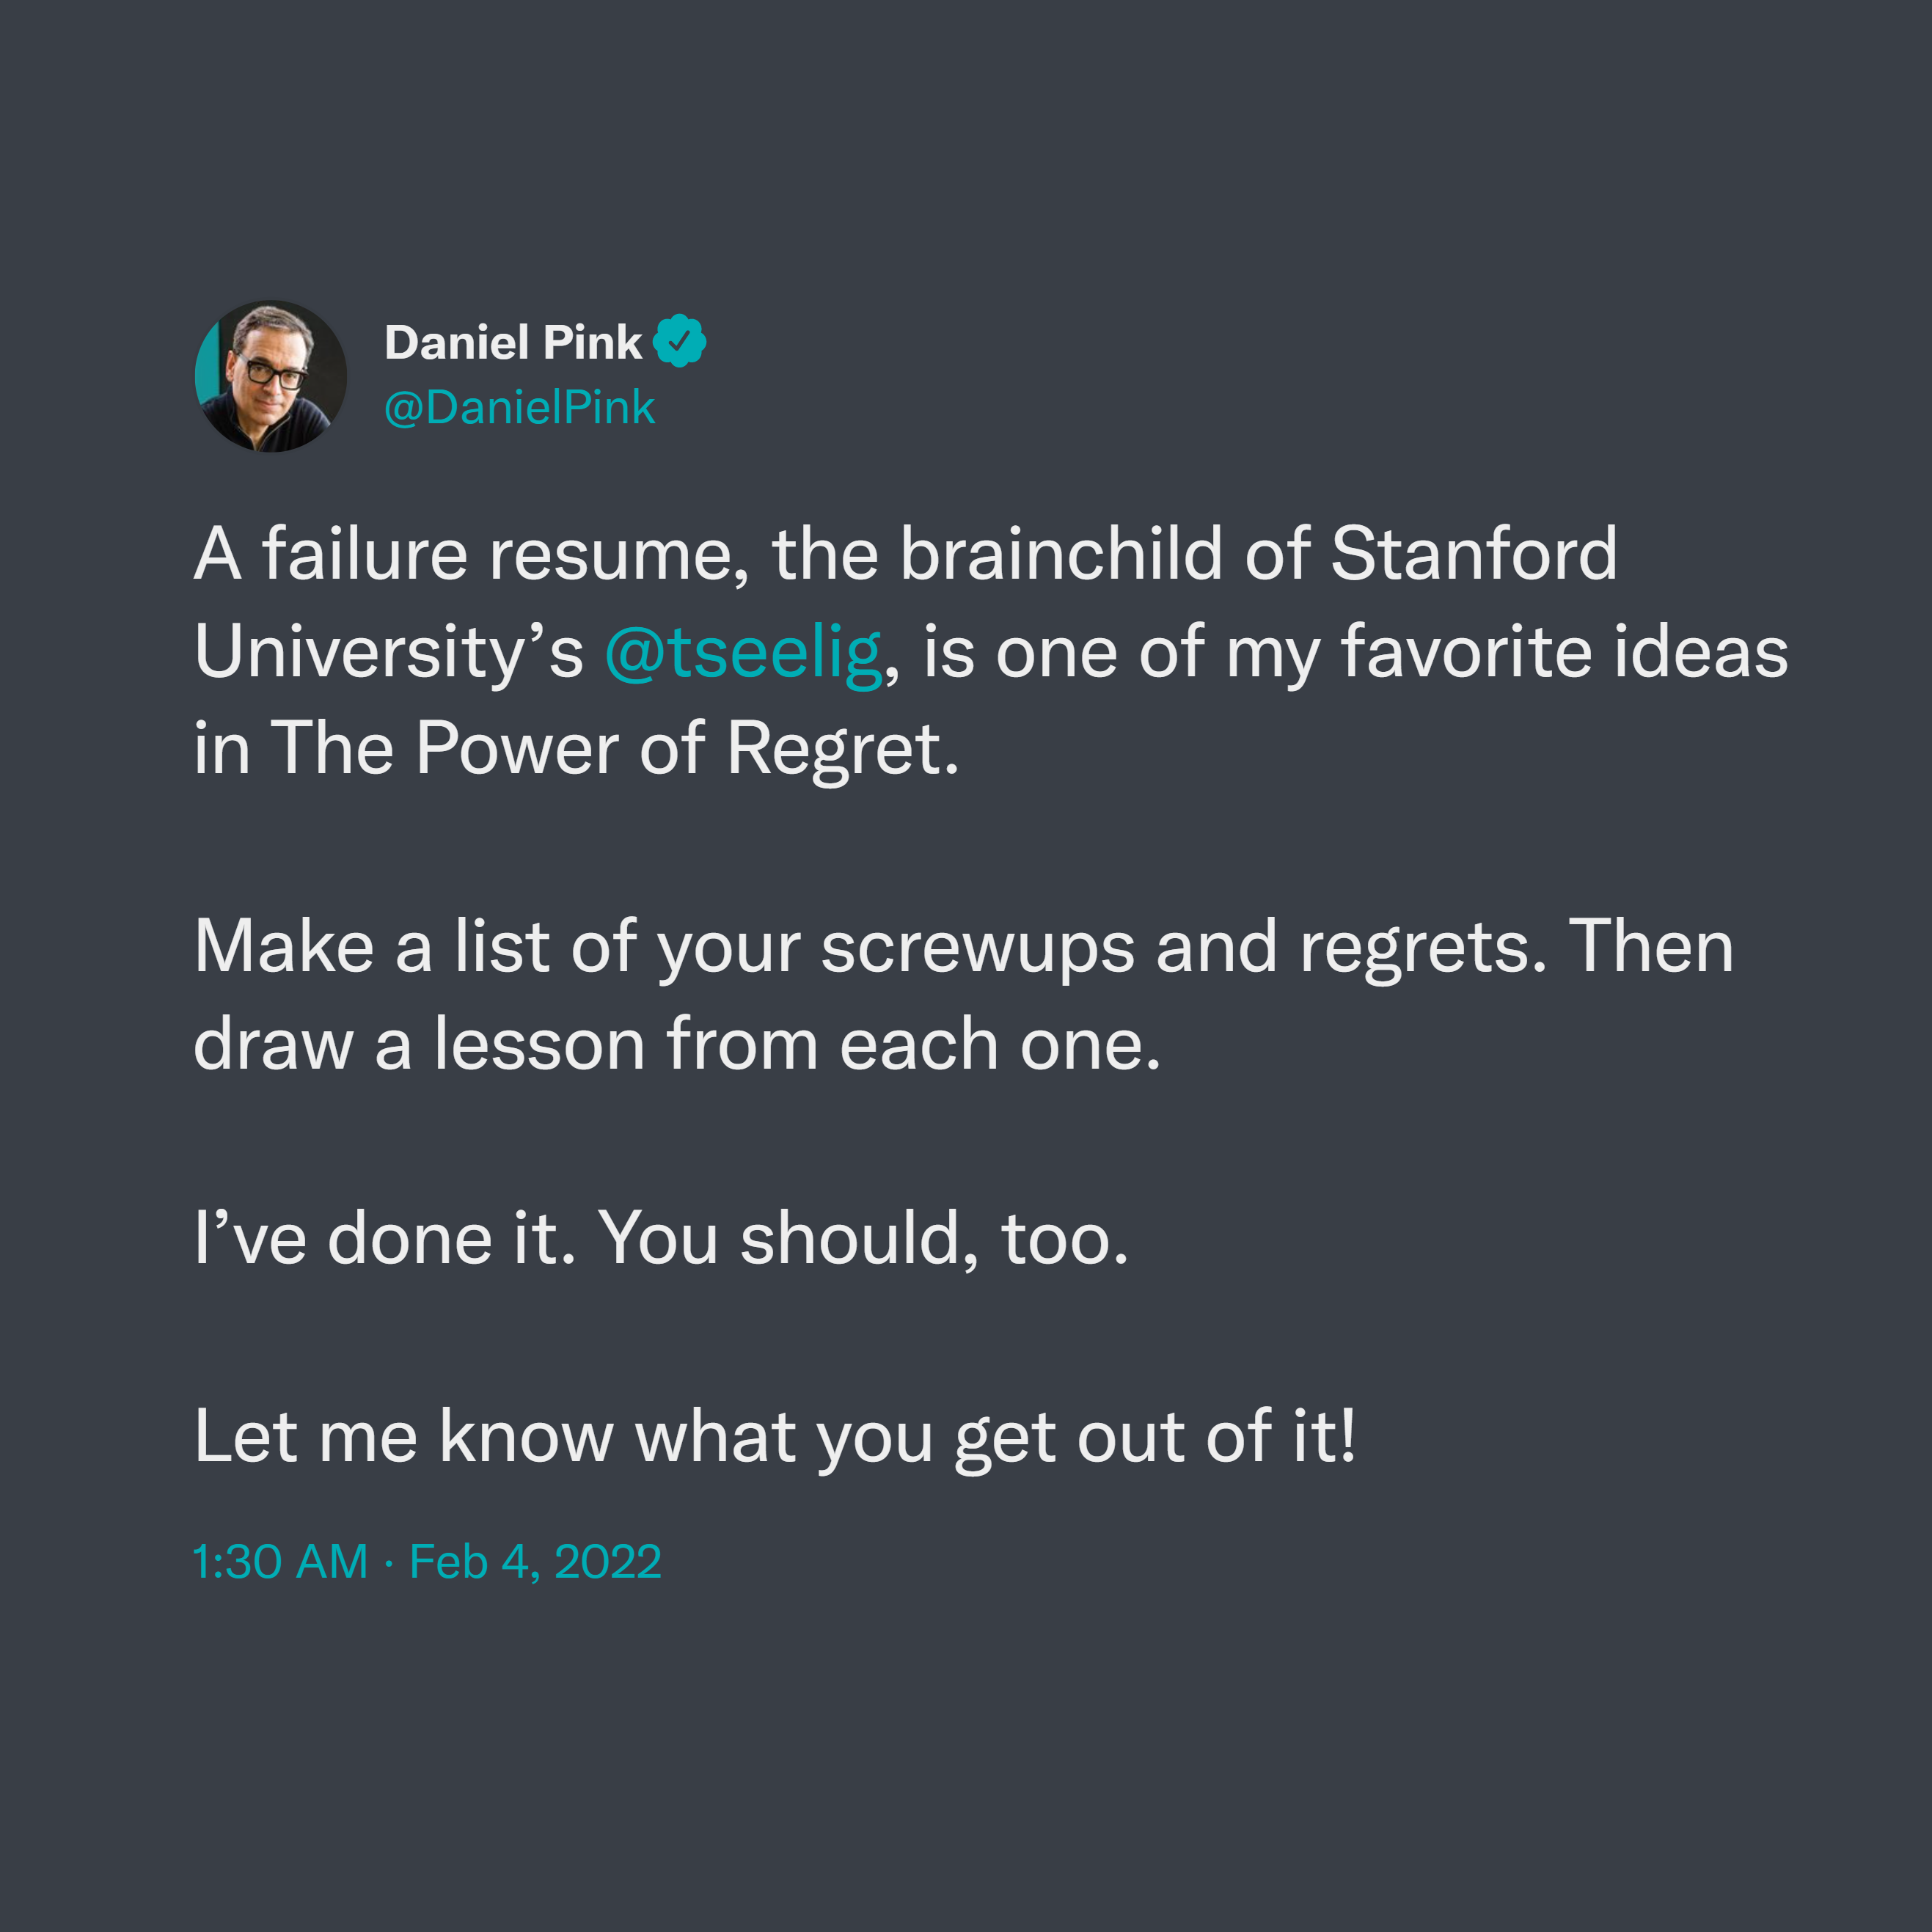 Daniel Pink
@DanielPink
A failure resume, the brainchild of Stanford
University’s @tseelig, is one of my favorite ideas
in The Power of Regret.
Make a list of your screwups and regrets. Then
draw a lesson from each one.
I’ve done it. You should, too.
Let me know what you get out of it!
1:30 AM · Feb 4, 2022